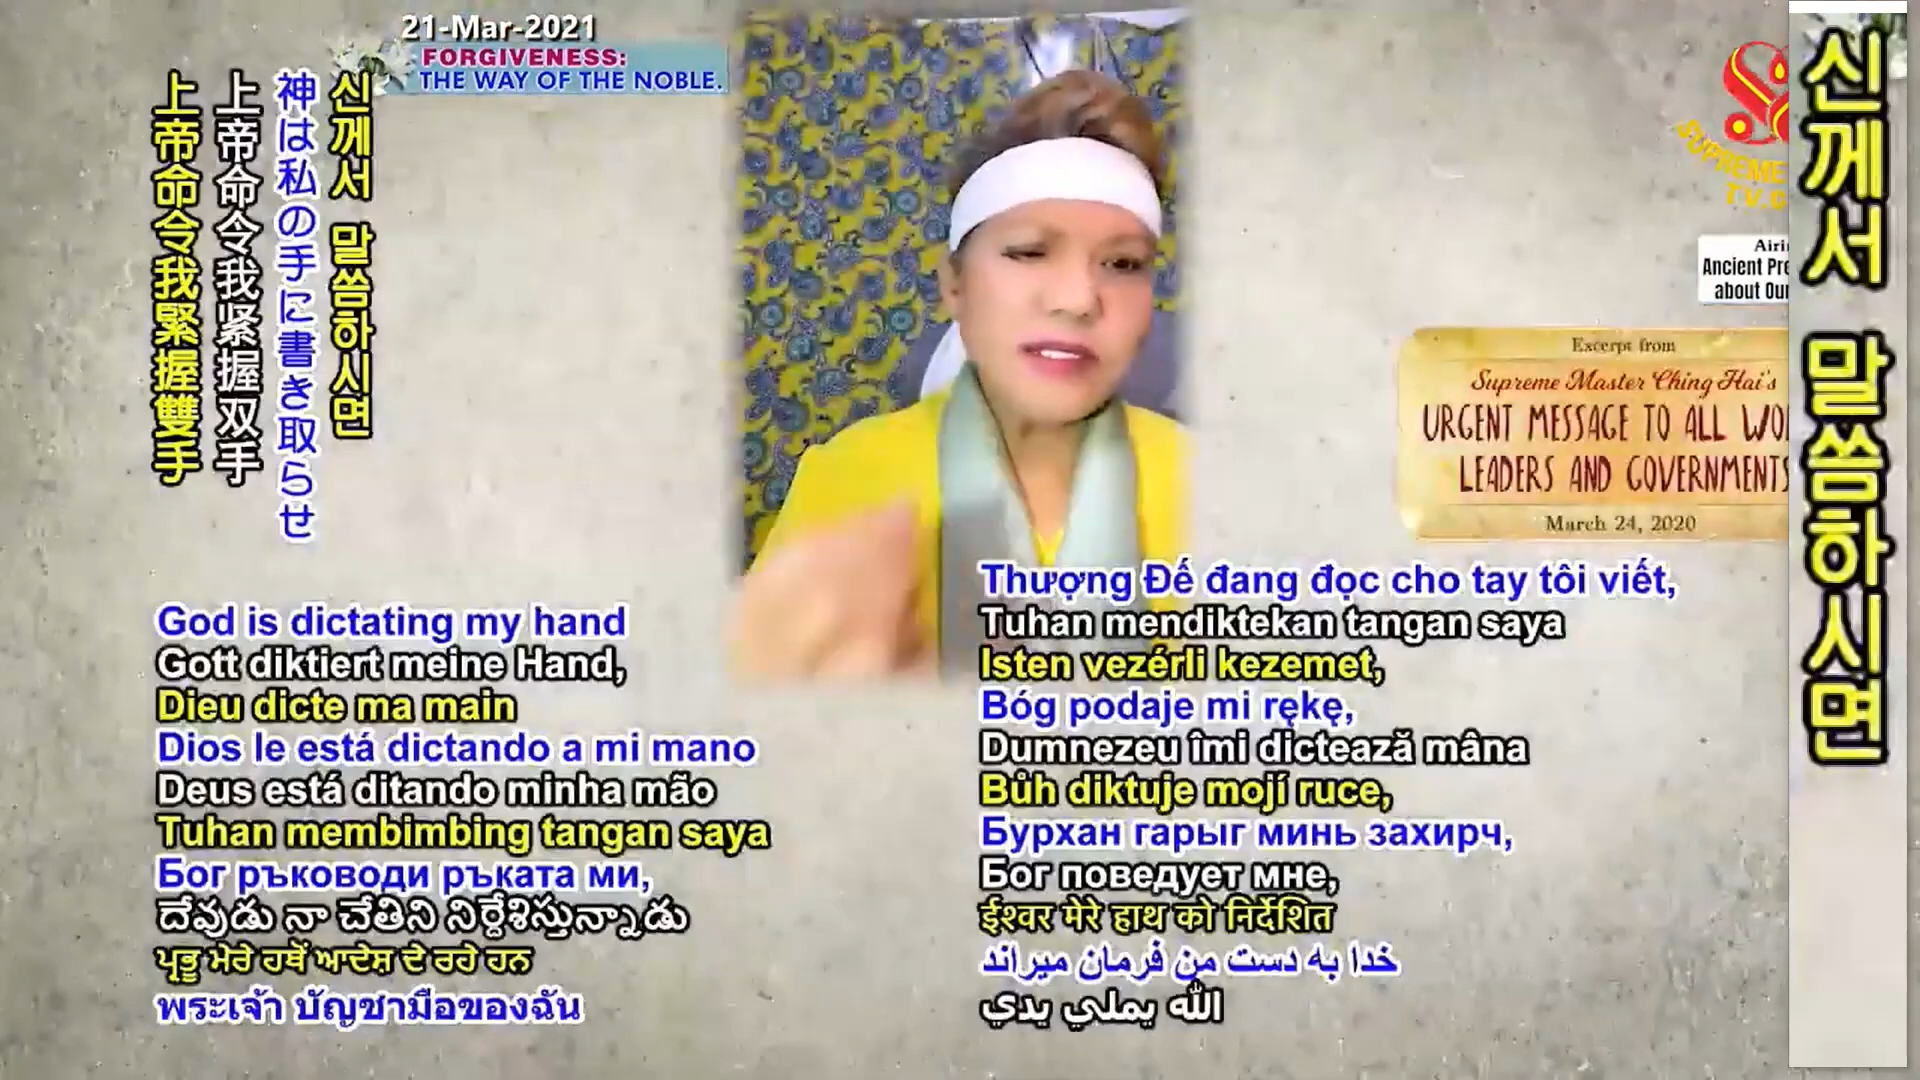 21-Mar-2021
FORGIVENESS:
THE WAY OF THE NOBLE.
上帝命令我緊握雙手
上帝命令我紧握双手
神は私の手に書き取らせ
신께서 말씀하시면
신께서 말씀하시면
SUPREME
TV.
Ancient
about
Excerpt from
Supreme Master Ching Hai's
URGENT MESSAGE TO ALL
LEADERS AND GOVERNMENTS
March 24, 2020
God is dictating my hand
Gott diktiert meine Hand,
Dieu dicte ma main
Dios le está dictando a mi mano
Deus está ditando minha mão
Tuhan membimbing tangan saya
Бог ръководи ръката ми,
దేవుడు నా చేతిని నిర్దేశిస్తున్నాడు
ਪ੍ਰਭੂ ਮੇਰੇ ਹਥੋਂ ਆਦੇਸ਼ ਦੇ ਰਹੇ ਹਨ
พระเจ้า บัญชามือของฉัน
Thượng Đế đang đọc cho tay tôi viết,
Tuhan mendiktekan tangan saya
Isten vezérli kezemet,
Bóg podaje mi rękę,
Dumnezeu îmi dictează mâna
Bůh diktuje mojí ruce,
Бурхан гарыг минь захирч,
Бог поведует мне,
ईश्वर मेरे हाथ को निर्देशित
خدا به دست من فرمان میراند
الله يملي يدي